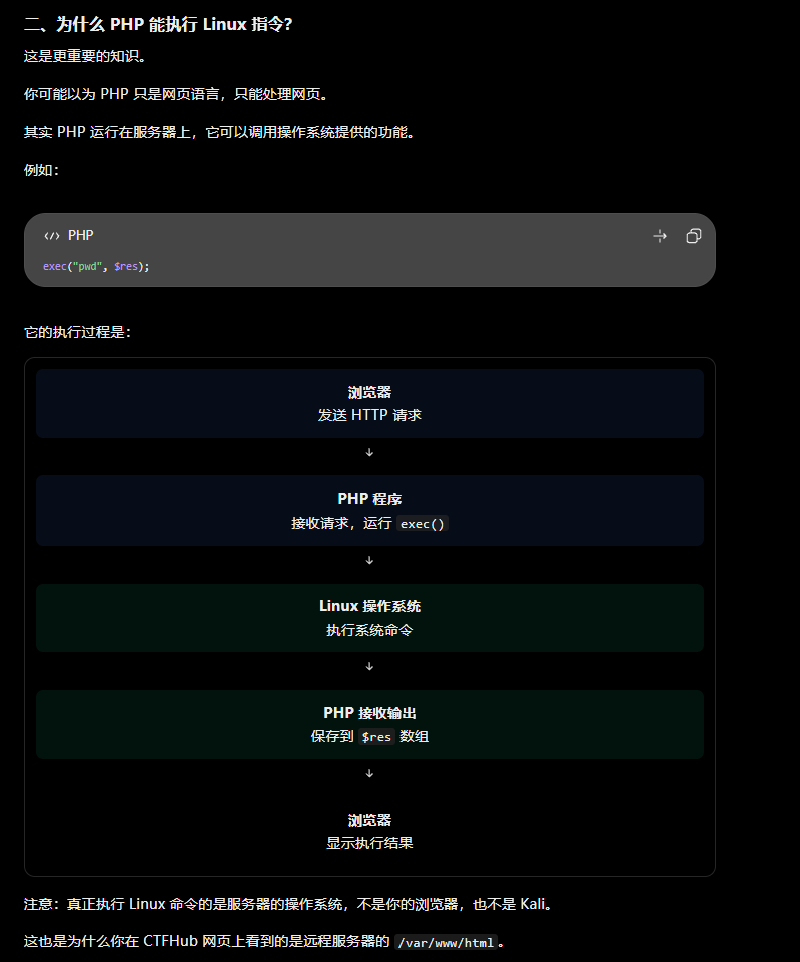 二、为什么 PHP 能执行 Linux 指令?
这是更重要的知识。
你可能以为 PHP 只是网页语言，只能处理网页。
其实 PHP 运行在服务器上，它可以调用操作系统提供的功能。
例如：
PHP
exec("pwd", $res);
它的执行过程是：
浏览器
发送 HTTP 请求
↓
PHP 程序
接收请求，运行 exec()
↓
Linux 操作系统
执行系统命令
↓
PHP 接收输出
保存到 $res 数组
↓
浏览器
显示执行结果
注意：真正执行 Linux 命令的是服务器的操作系统，不是你的浏览器，也不是 Kali。
这也是为什么你在 CTFHub 网页上看到的是远程服务器的 /var/www/html 。